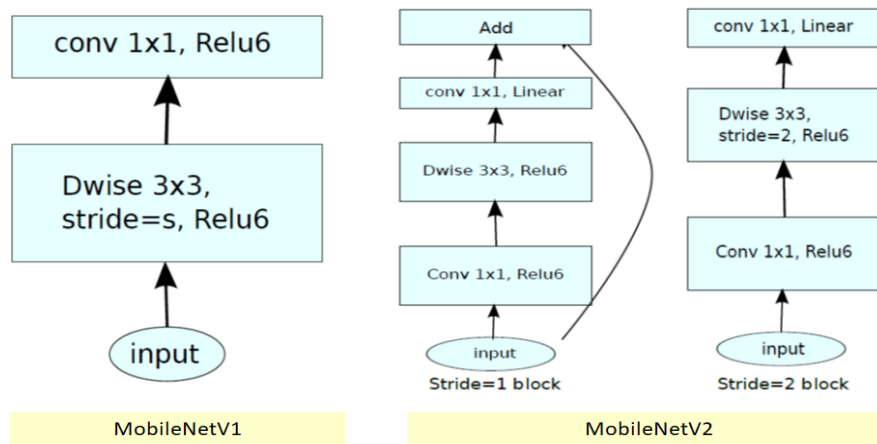 conv 1x1, Relu6
Dwise 3x3,
stride=s, Relu6
input
MobileNetV1
Add
conv 1x1, Linear
Dwise 3x3, Relu6
Conv 1x1, Relu6
input
Stride=1 block
conv 1x1, Linear
Dwise 3x3,
stride=2, Relu6
Conv 1x1, Relu6
input
Stride=2 block
MobileNetV2